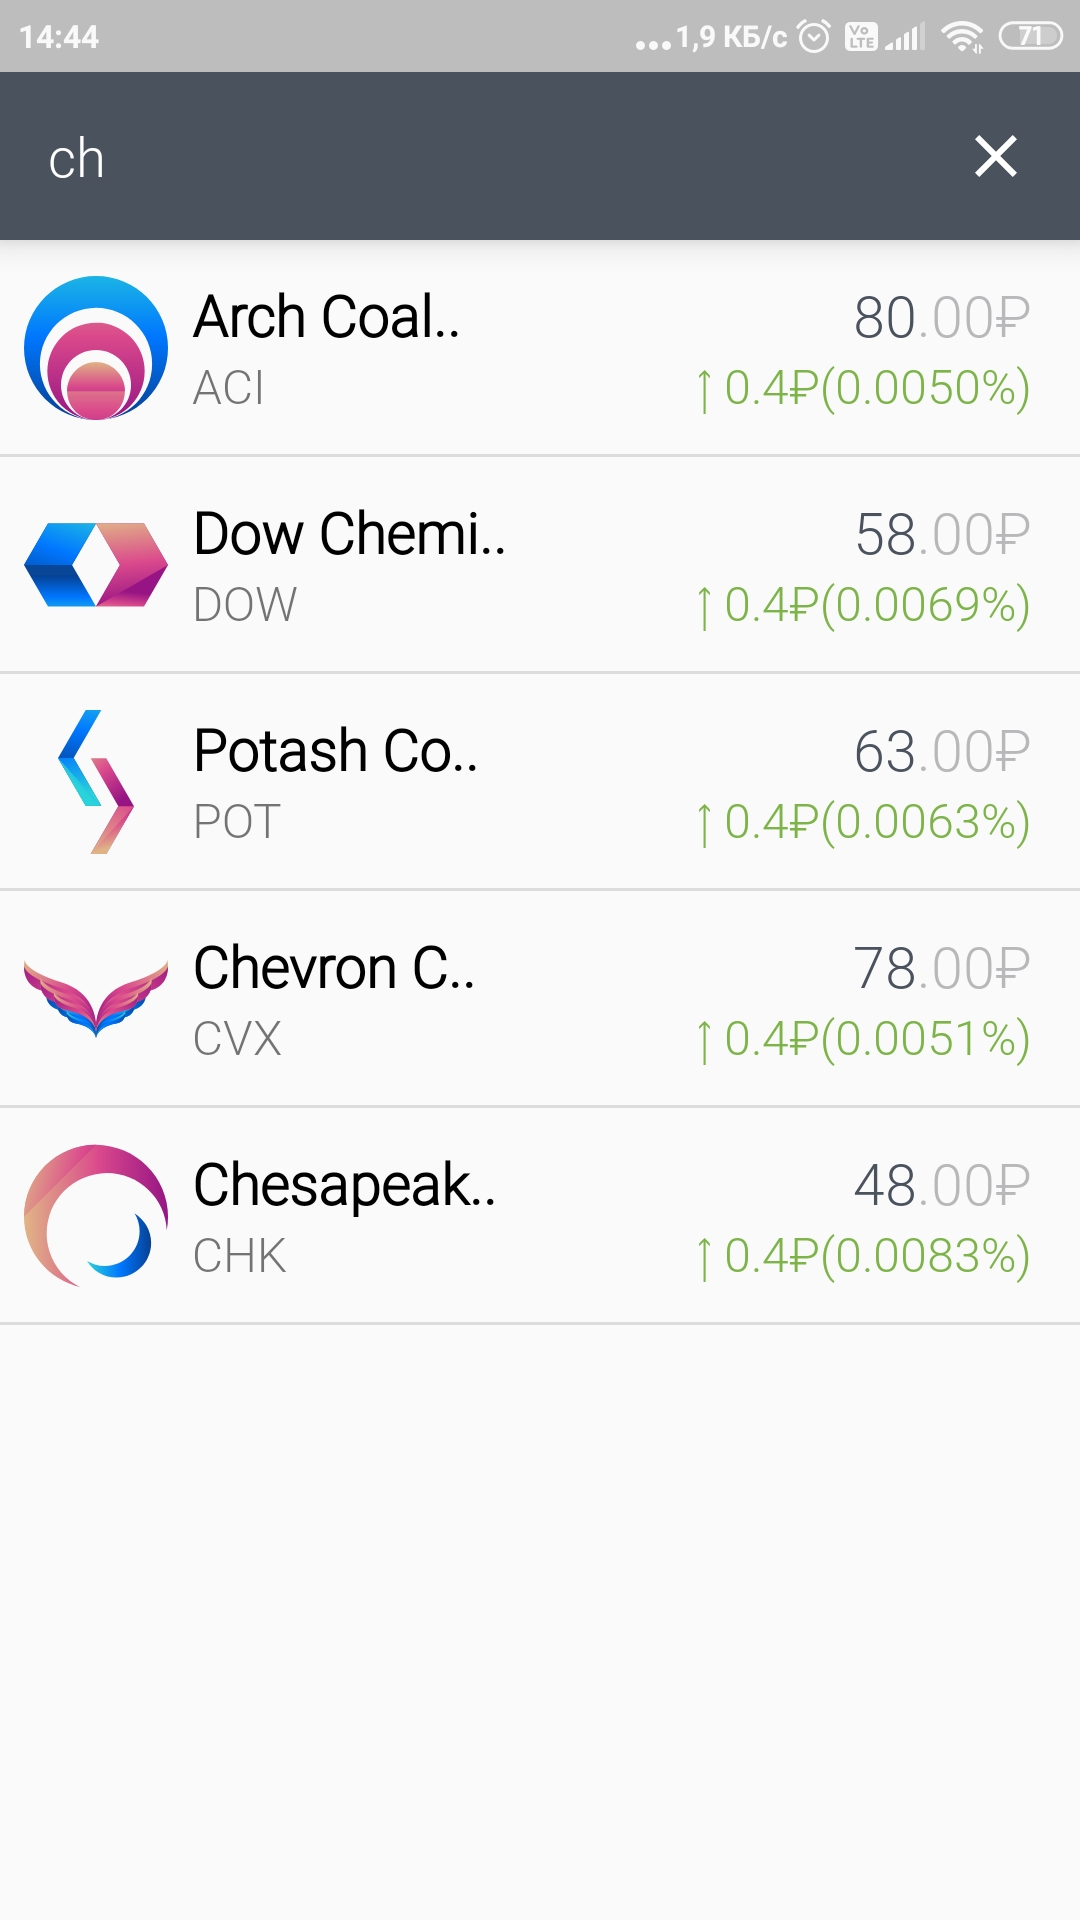 14:44 ...1,9 КБ/с Vo LTE 71
ch
Arch Coal.. 80.00₽
ACI ↑ 0.4₽(0.0050%)
Dow Chemi.. 58.00₽
DOW ↑ 0.4₽(0.0069%)
Potash Co.. 63.00₽
POT ↑ 0.4₽(0.0063%)
Chevron C.. 78.00₽
CVX ↑ 0.4₽(0.0051%)
Chesapeak.. 48.00₽
CHK ↑ 0.4₽(0.0083%)